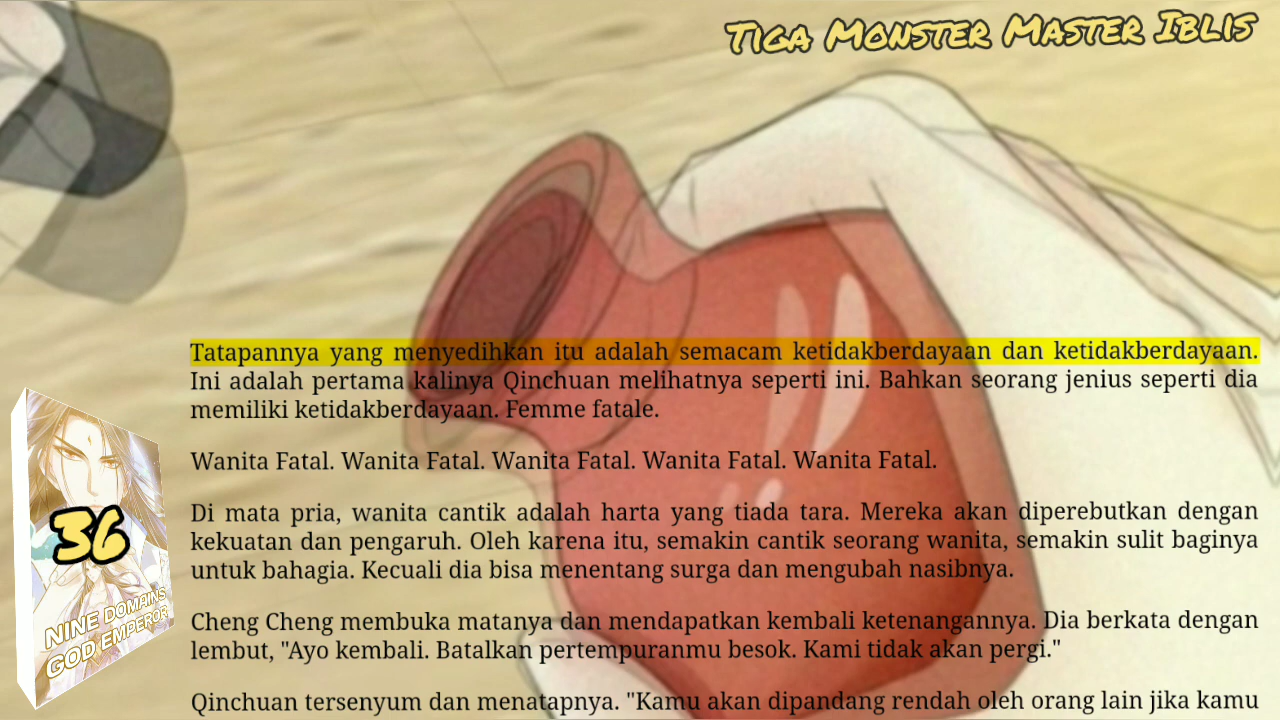 Tiga Monster Master Iblis
Tatapannya yang menyedihkan itu adalah semacam ketidakberdayaan dan ketidakberdayaan.
Ini adalah pertama kalinya Qinchuan melihatnya seperti ini. Bahkan seorang jenius seperti dia
memiliki ketidakberdayaan. Femme fatale.
Wanita Fatal. Wanita Fatal. Wanita Fatal. Wanita Fatal. Wanita Fatal.
Di mata pria, wanita cantik adalah harta yang tiada tara. Mereka akan diperebutkan dengan
kekuatan dan pengaruh. Oleh karena itu, semakin cantik seorang wanita, semakin sulit baginya
untuk bahagia. Kecuali dia bisa menentang surga dan mengubah nasibnya.
Cheng Cheng membuka matanya dan mendapatkan kembali ketenangannya. Dia berkata dengan
lembut, "Ayo kembali. Batalkan pertempuranmu besok. Kami tidak akan pergi."
Qinchuan tersenyum dan menatapnya. "Kamu akan dipandang rendah oleh orang lain jika kamu
36
NINE DOMAINS
GOD EMPEROR